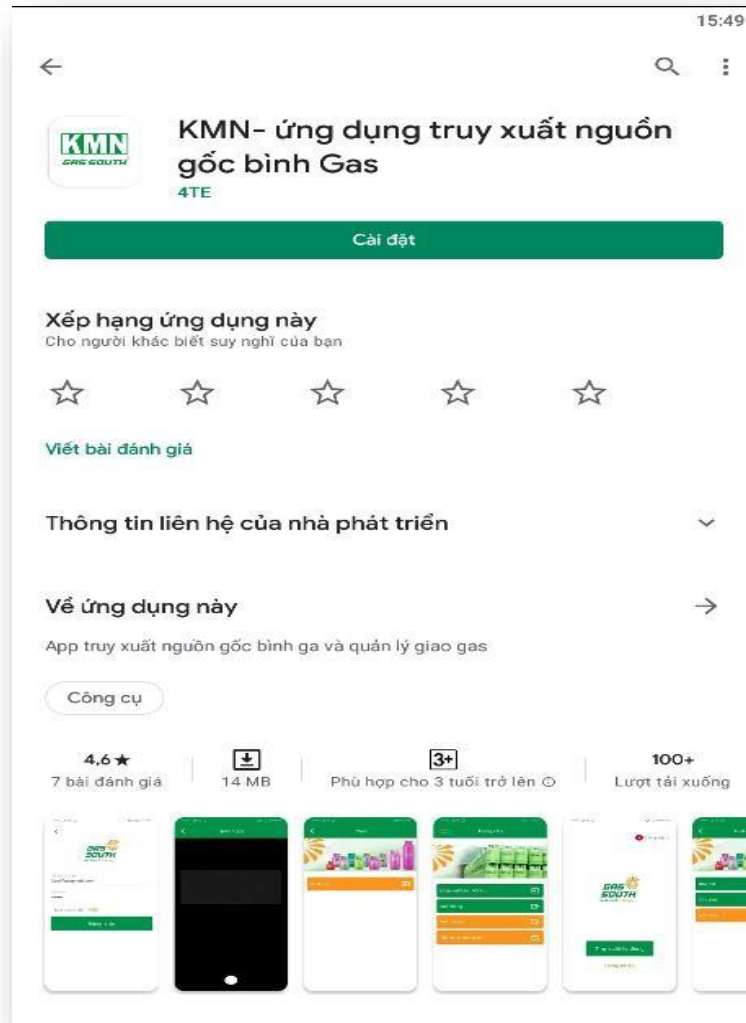 15:49
KMN
GAS SOUTH
KMN- ứng dụng truy xuất nguồn
gốc bình Gas
4TE
Cài đặt
Xếp hạng ứng dụng này
Cho người khác biết suy nghĩ của bạn
Viết bài đánh giá
Thông tin liên hệ của nhà phát triển
Về ứng dụng này
App truy xuất nguồn gốc bình ga và quản lý giao gas
Công cụ
4,6★
7 bài đánh giá
14 MB
3+
Phù hợp cho 3 tuổi trở lên
100+
Lượt tải xuống
GAS
SOUTH
GAS
SOUTH